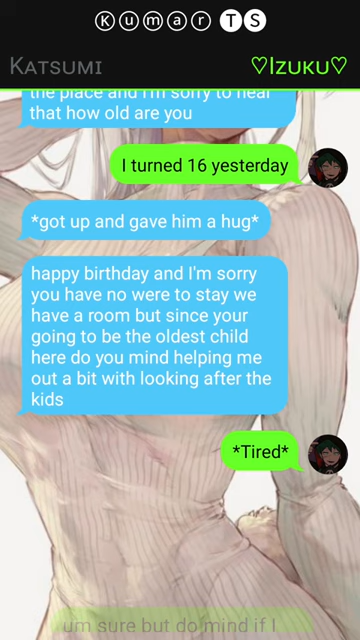 Kumar TS
Katsumi
♡Izuku♡
the place and I'm sorry to hear
that how old are you
I turned 16 yesterday
*got up and gave him a hug*
happy birthday and I'm sorry
you have no were to stay we
have a room but since your
going to be the oldest child
here do you mind helping me
out a bit with looking after the
kids
*Tired*
um sure but do mind if I